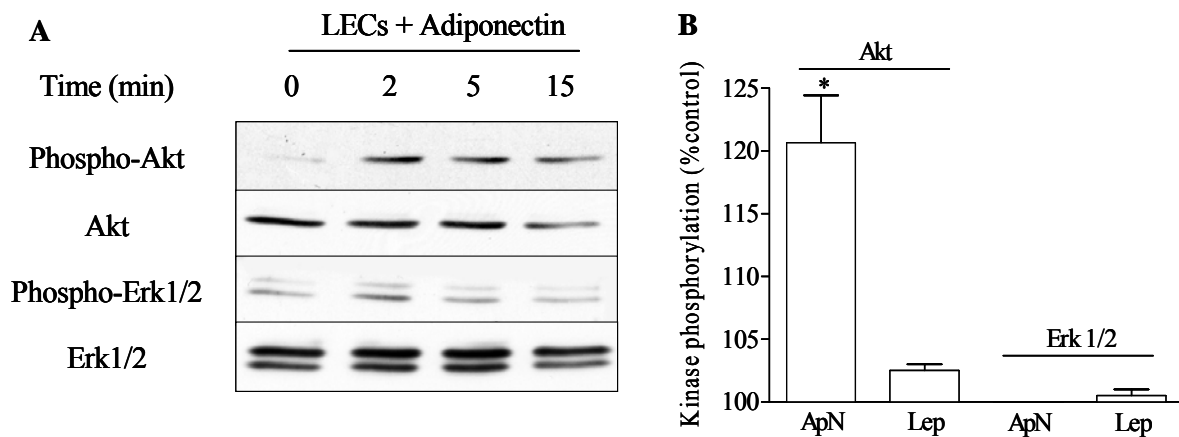 A
LECs + Adiponectin
Time (min) 0 2 5 15
Phospho-Akt
Akt
Phospho-Erk1/2
Erk1/2
B
Akt
Kinase phosphorylation (%control)
125
120
115
110
105
100
*
Erk 1/2
ApN Lep ApN Lep